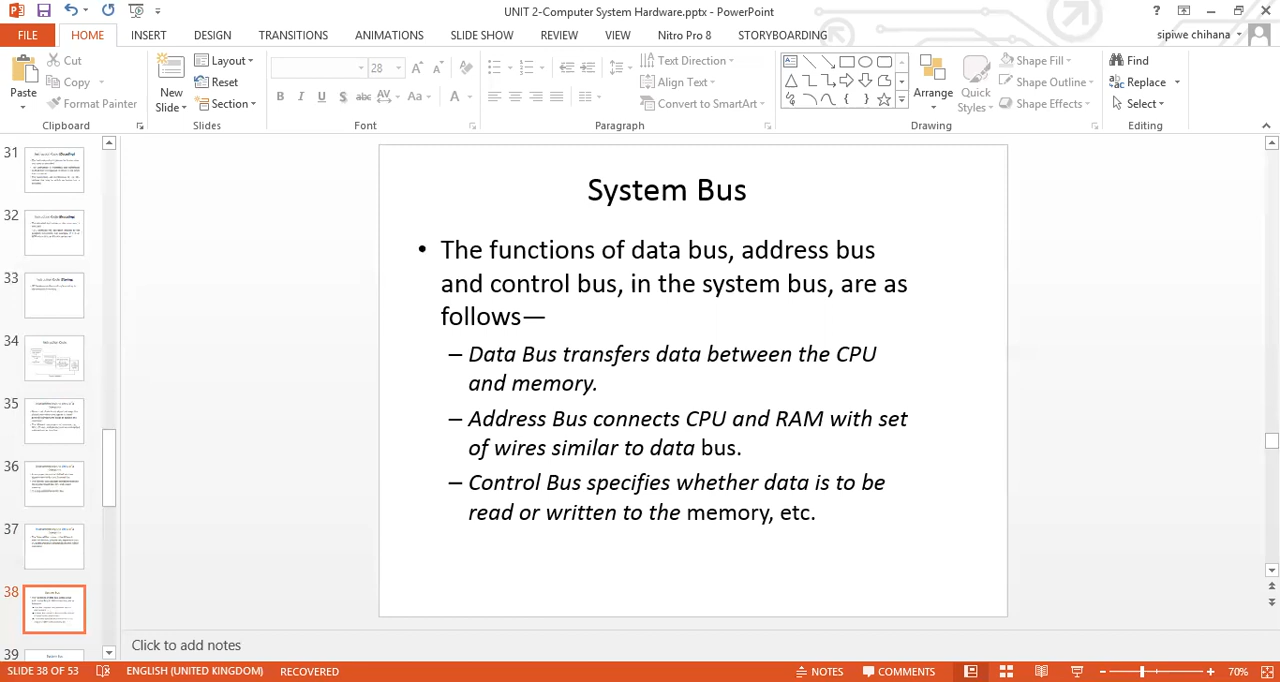 UNIT 2-Computer System Hardware.pptx - PowerPoint
FILE HOME INSERT DESIGN TRANSITIONS ANIMATIONS SLIDE SHOW REVIEW VIEW Nitro Pro 8 STORYBOARDING sipiwe chihana
Paste
Cut
Copy
Format Painter
Clipboard
New Slide
Layout
Reset
Section
Slides
28
Font
Text Direction
Align Text
Convert to SmartArt
Paragraph
Arrange
Quick Styles
Shape Fill
Shape Outline
Shape Effects
Drawing
Find
Replace
Select
Editing
31
32
33
34
35
36
37
38
39
System Bus
• The functions of data bus, address bus
and control bus, in the system bus, are as
follows—
– Data Bus transfers data between the CPU
and memory.
– Address Bus connects CPU and RAM with set
of wires similar to data bus.
– Control Bus specifies whether data is to be
read or written to the memory, etc.
Click to add notes
SLIDE 38 OF 53 ENGLISH (UNITED KINGDOM) RECOVERED NOTES COMMENTS 70%